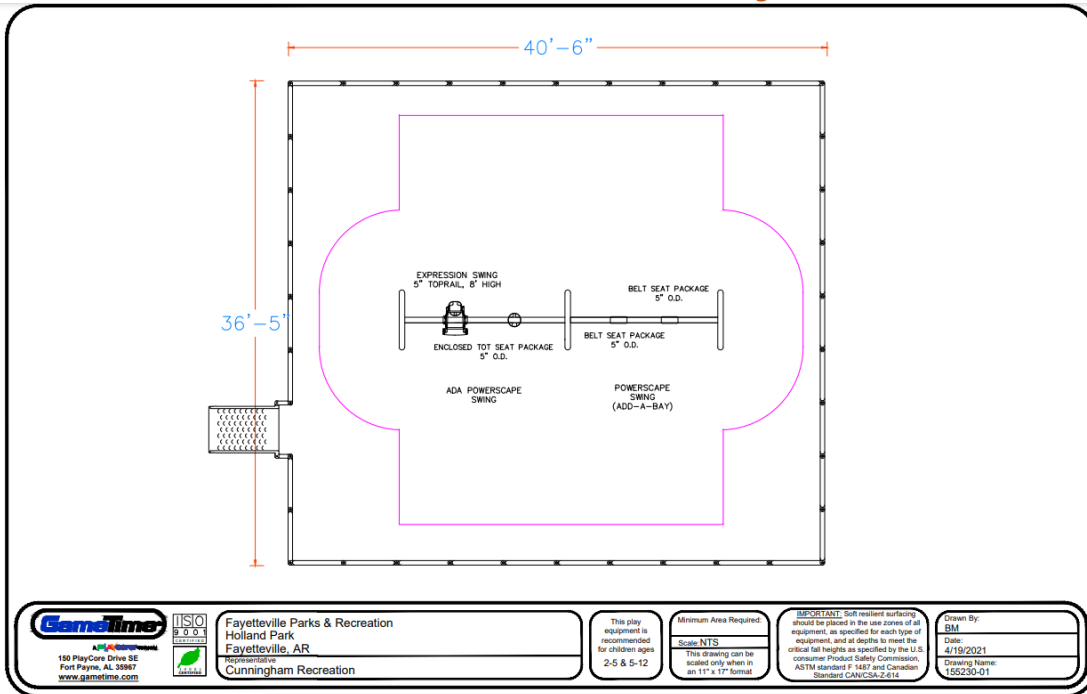 40'-6"
36'-5"
EXPRESSION SWING
5" TOPRAIL, 8' HIGH
BELT SEAT PACKAGE
5" O.D.
ENCLOSED TOT SEAT PACKAGE
5" O.D.
BELT SEAT PACKAGE
5" O.D.
ADA POWERSCAPE
SWING
POWERSCAPE
SWING
(ADD-A-BAY)
GameTime
A PLAYCORE Company
150 PlayCore Drive SE
Fort Payne, AL 35967
www.gametime.com
ISO
9001
CERTIFIED
Fayetteville Parks & Recreation
Holland Park
Fayetteville, AR
Representative
Cunningham Recreation
This play
equipment is
recommended
for children ages
2-5 & 5-12
Minimum Area Required:
Scale: NTS
This drawing can be
scaled only when in
an 11" x 17" format
IMPORTANT: Soft resilient surfacing
should be placed in the use zones of all
equipment, as specified for each type of
equipment, and at depths to meet the
critical fall heights as specified by the U.S.
consumer Product Safety Commission,
ASTM standard F 1487 and Canadian
Standard CAN/CSA-Z-614
Drawn By:
BM
Date:
4/19/2021
Drawing Name:
155230-01